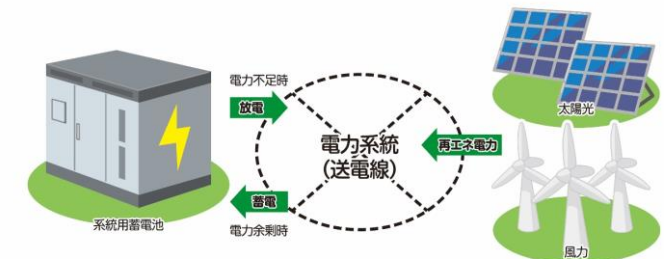 電力不足時
放電
電力系統
(送電線)
蓄電
電力余剰時
系統用蓄電池
再エネ電力
太陽光
風力